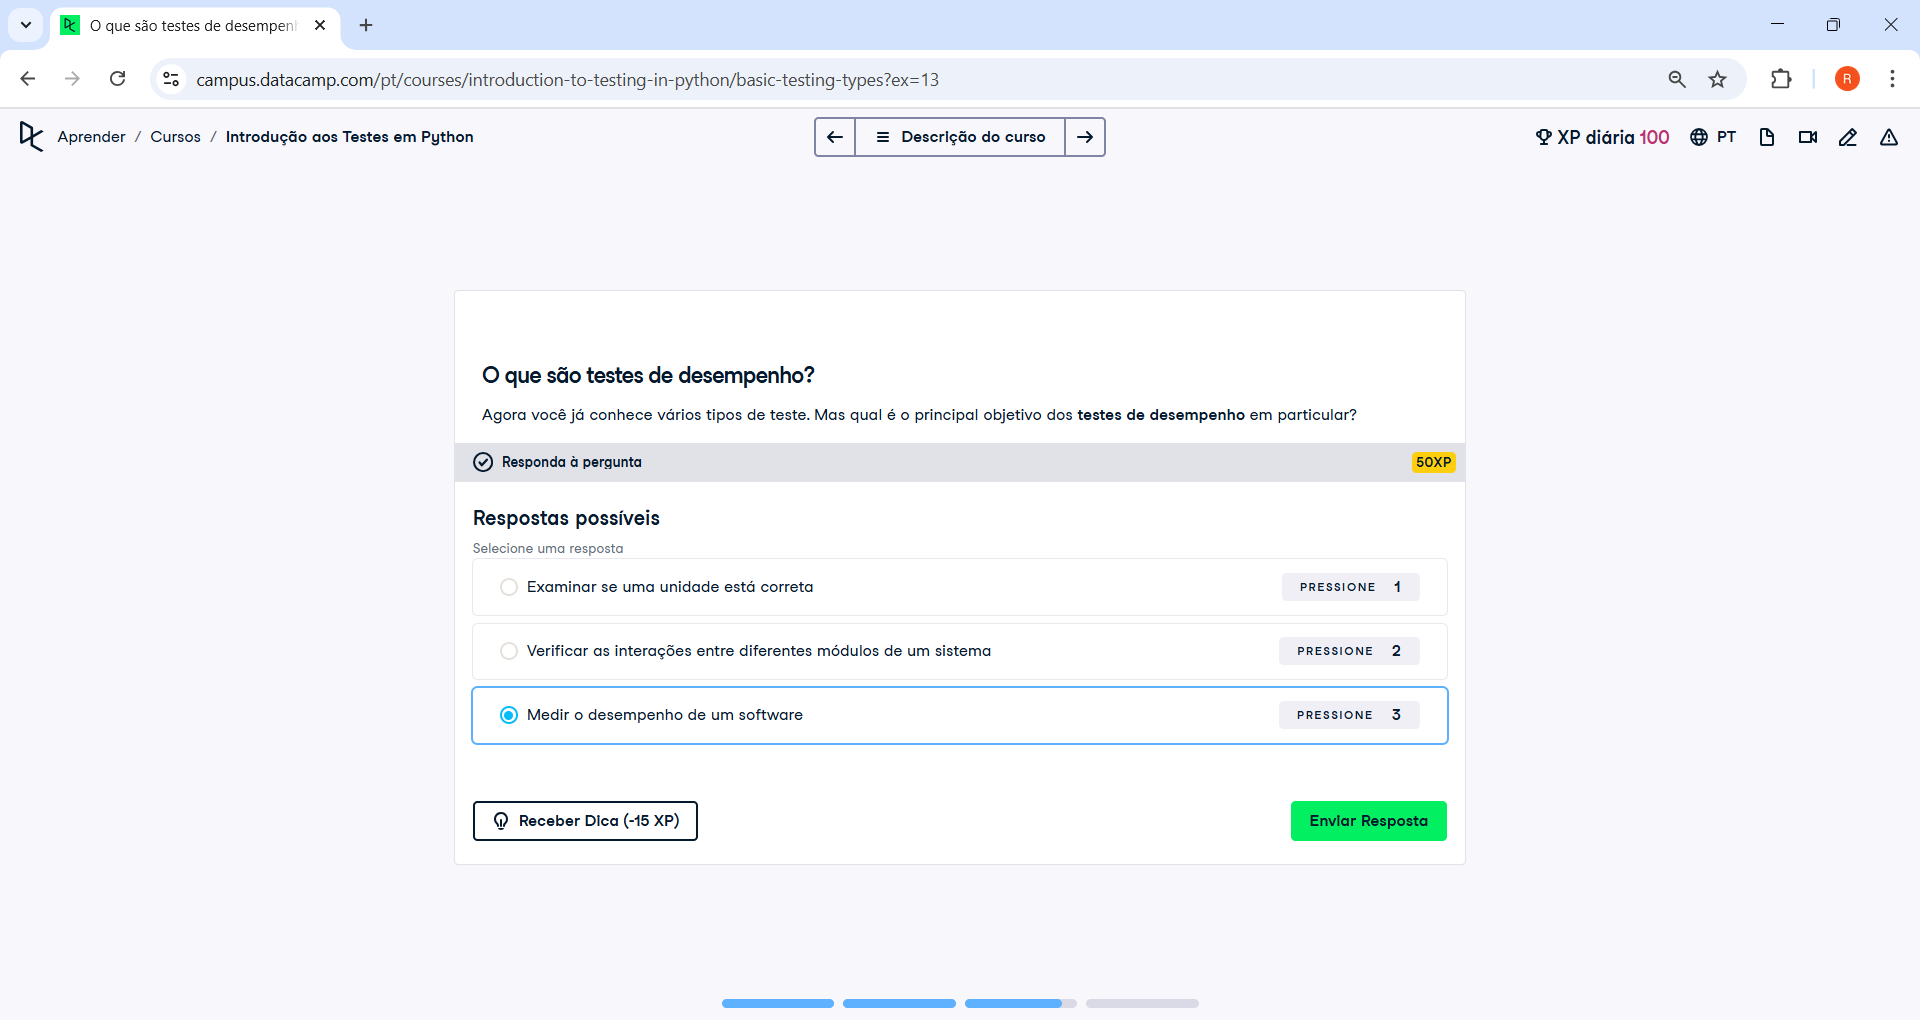 O que são testes de desempenh
campus.datacamp.com/pt/courses/introduction-to-testing-in-python/basic-testing-types?ex=13
R
Aprender / Cursos / Introdução aos Testes em Python
Descrição do curso
XP diária 100
PT
O que são testes de desempenho?
Agora você já conhece vários tipos de teste. Mas qual é o principal objetivo dos testes de desempenho em particular?
Responda à pergunta
50XP
Respostas possíveis
Selecione uma resposta
Examinar se uma unidade está correta
PRESSIONE 1
Verificar as interações entre diferentes módulos de um sistema
PRESSIONE 2
Medir o desempenho de um software
PRESSIONE 3
Receber Dica (-15 XP)
Enviar Resposta